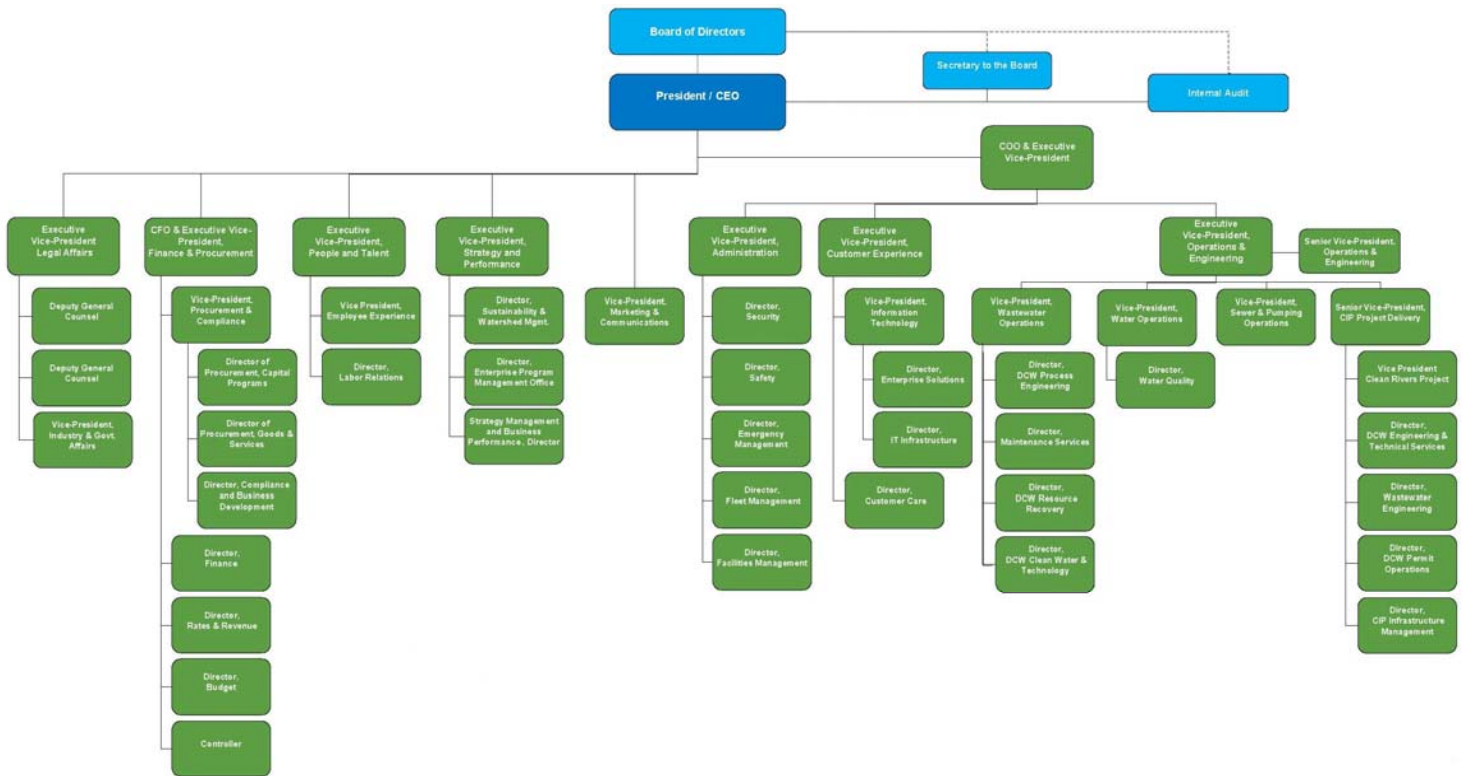 Board of Directors
Secretary to the Board
President / CEO
Internal Audit
COO & Executive
Vice-President
Executive
Vice-President
Legal Affairs
CFO & Executive Vice-
President,
Finance & Procurement
Executive
Vice-President,
People and Talent
Executive
Vice-President,
Strategy and
Performance
Executive
Vice-President,
Administration
Executive
Vice-President,
Customer Experience
Executive
Vice-President,
Operations &
Engineering
Senior Vice-President,
Operations &
Engineering
Deputy General
Counsel
Deputy General
Counsel
Vice-President,
Industry & Govt.
Affairs
Vice-President,
Procurement &
Compliance
Director of
Procurement, Capital
Programs
Director of
Procurement, Goods &
Services
Director, Compliance
and Business
Development
Director,
Finance
Director,
Rates & Revenue
Director,
Budget
Controller
Vice President,
Employee Experience
Director,
Labor Relations
Director,
Sustainability &
Watershed Mgmt.
Director,
Enterprise Program
Management Office
Strategy Management
and Business
Performance, Director
Vice-President,
Marketing &
Communications
Director,
Security
Director,
Safety
Director,
Emergency
Management
Director,
Fleet Management
Director,
Facilities Management
Vice-President,
Information
Technology
Director,
Enterprise Solutions
Director,
IT Infrastructure
Director,
Customer Care
Vice-President,
Wastewater
Operations
Director,
DCW Process
Engineering
Director,
Maintenance Services
Director,
DCW Resource
Recovery
Director,
DCW Clean Water &
Technology
Vice-President,
Water Operations
Director,
Water Quality
Vice-President,
Sewer & Pumping
Operations
Senior Vice-President,
CIP Project Delivery
Vice President
Clean Rivers Project
Director,
DCW Engineering &
Technical Services
Director,
Wastewater
Engineering
Director,
DCW Permit
Operations
Director,
CIP Infrastructure
Management